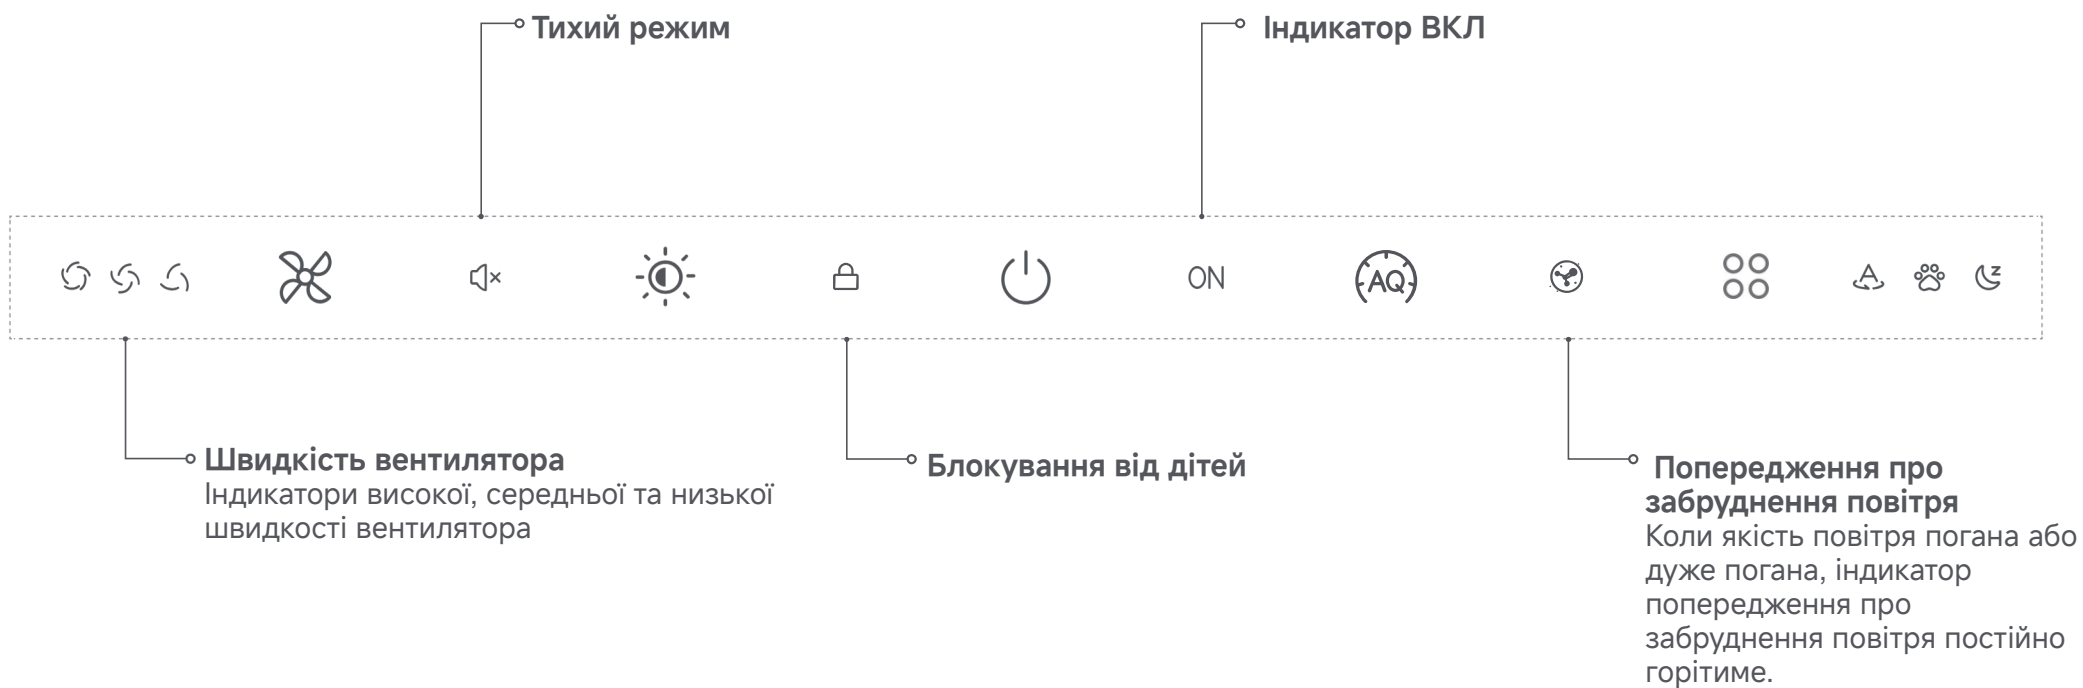 Тихий режим
Індикатор ВКЛ
ON
AQ
A
z
Швидкість вентилятора
Індикатори високої, середньої та низької
швидкості вентилятора
Блокування від дітей
Попередження про
забруднення повітря
Коли якість повітря погана або
дуже погана, індикатор
попередження про
забруднення повітря постійно
горітиме.